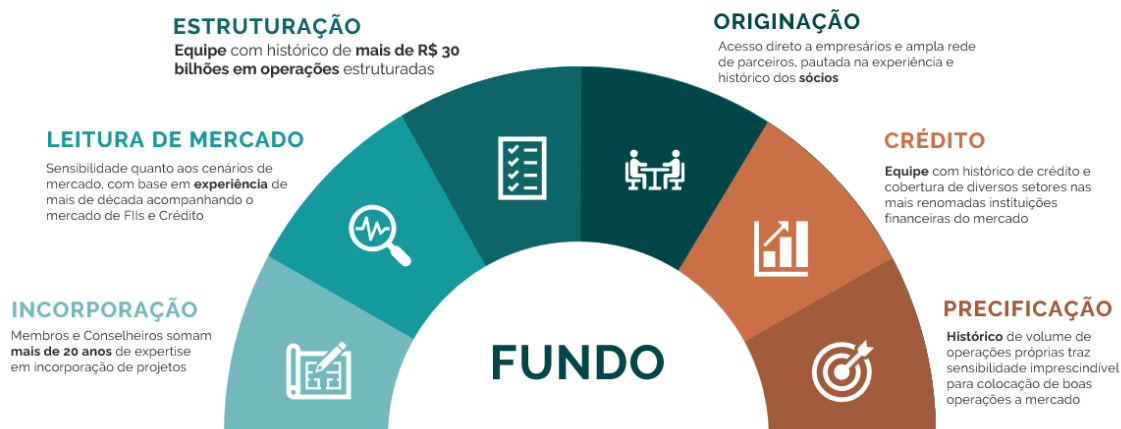 ESTRUTURAÇÃO
Equipe com histórico de mais de R$ 30
bilhões em operações estruturadas
ORIGINAÇÃO
Acesso direto a empresários e ampla rede
de parceiros, pautada na experiência e
histórico dos sócios
LEITURA DE MERCADO
Sensibilidade quanto aos cenários de
mercado, com base em experiência de
mais de década acompanhando o
mercado de FIIs e Crédito
CRÉDITO
Equipe com histórico de crédito e
cobertura de diversos setores nas
mais renomadas instituições
financeiras do mercado
INCORPORAÇÃO
Membros e Conselheiros somam
mais de 20 anos de expertise
em incorporação de projetos
PRECIFICAÇÃO
Histórico de volume de
operações próprias traz
sensibilidade imprescindível
para colocação de boas
operações a mercado
FUNDO